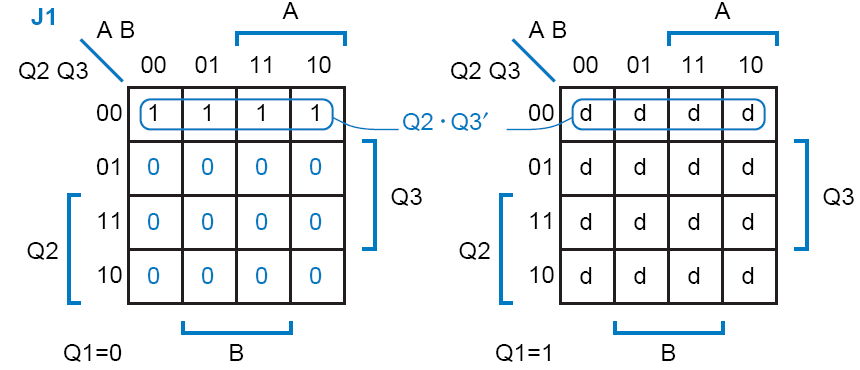 J1
A B
A
A B
A
Q2 Q3
00 01 11 10
Q2 Q3
00 01 11 10
00 1 1 1 1
Q2 · Q3′
00 d d d d
01 0 0 0 0
01 d d d d
Q3
Q3
11 0 0 0 0
11 d d d d
Q2
Q2
10 0 0 0 0
10 d d d d
Q1=0
B
Q1=1
B